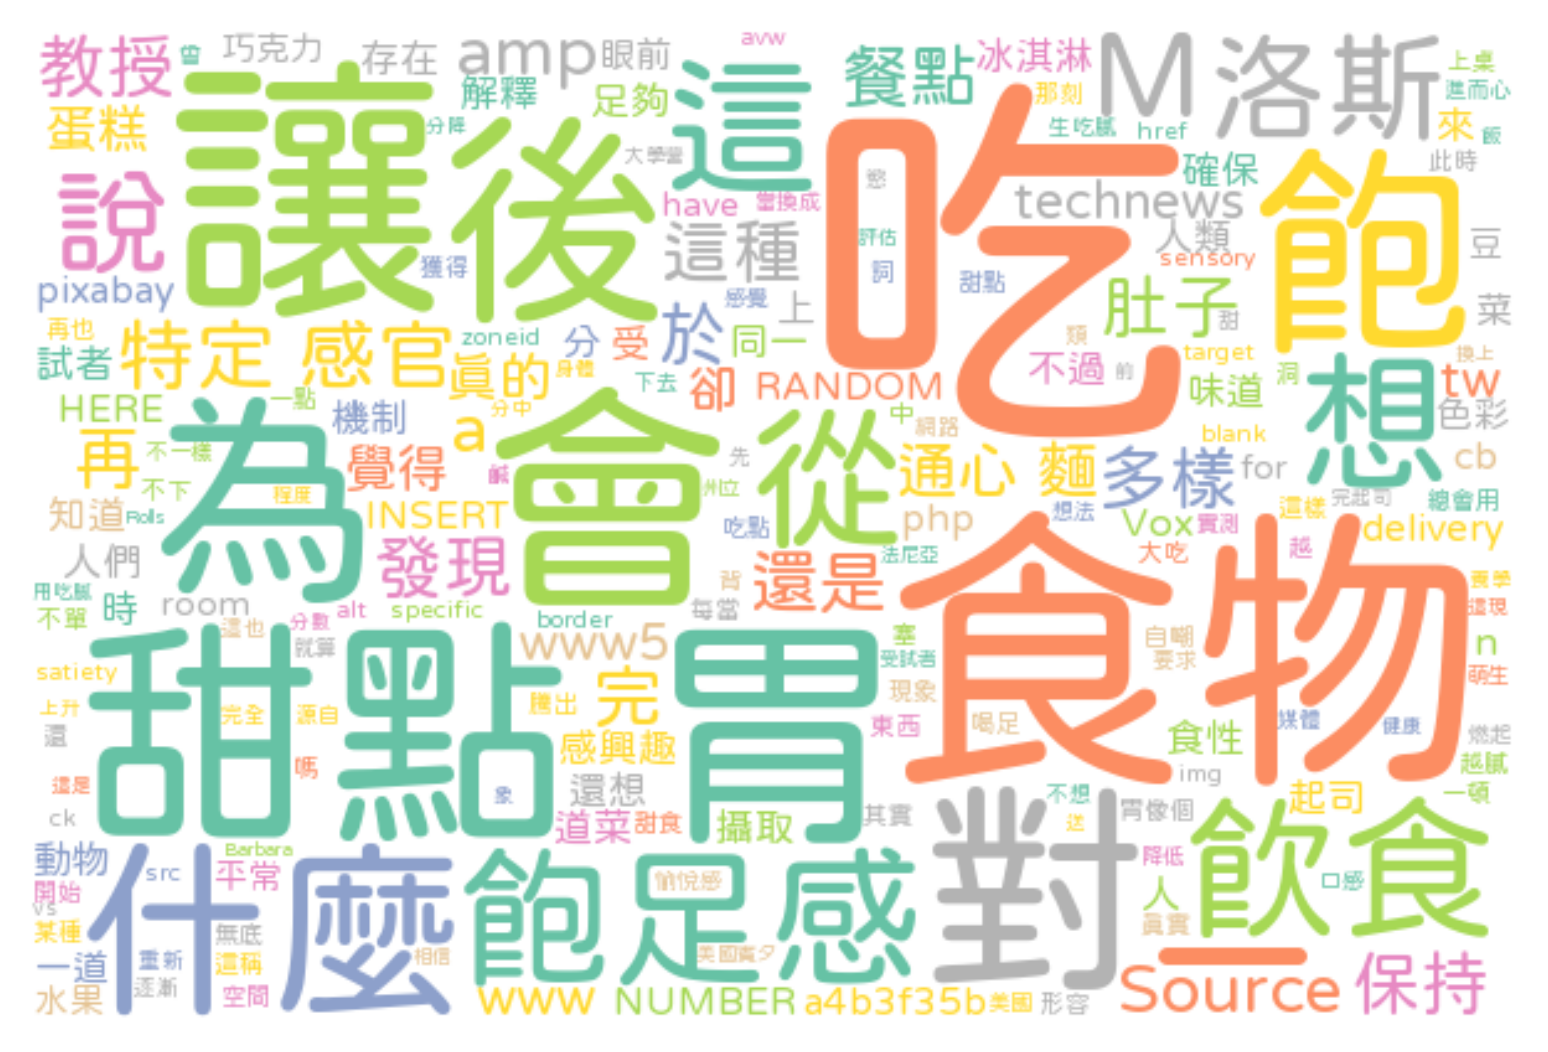 教授 曾 巧克力 存在 amp 眼前 avw 餐點 冰淇淋 M 洛斯 上桌
讓 後 這 解釋 足夠 那刻 進而心
蛋糕 分降 大學營 生吃膩 href 來 飯
說 have 當換成 吃 慾 technews 確保 飽 此時
pixabay 獲得 這種 評估 詞 甜點 人類 sensory 豆
再也 特定 感官 zoneid 分 受 於 感覺 上 同一 肚子 甜 菜
試者 真的 身體 下去 卻 RANDOM 類 不過 前 target 味道 洞 想 換上 tw
HERE 一點 機制 a 分中 中 網路 blank 色彩
再 不一樣 為 覺得 鹹 會 先 從 通心 麵 多樣 for cb
知道 不下 Rolls 程度 INSERT 洲立 吃點 php 想法 Vox 實測 這樣 完起司 總會用 delivery
人們 發現 還是 法尼亞 大吃 越
用吃膩 不單 時 room 這也 分數 alt specific border 背 每當 食物 賓學 這現
甜點 就算 www5 胃 塞 受試者 自嘲 要求 n
satiety 上升 還 完全 源自 騰出 完 現象 萌生
這是 嗎 感興趣 東西 喝足 食性 媒體 健康 燃起 越膩
ck 象 還想 道菜 甜食 攝取 其實 img 不想 送 宵像個 起司 一頓
動物 開始 vs src Barbara 平常 對 降低 飲食
某種 什麼 無底 飽足感 愉悅感 人 口感 真實
一道 重新 這稱 相信 美國賓夕
水果 逐漸 空間 www NUMBER a4b3f35b 美國 形容 Source 保持